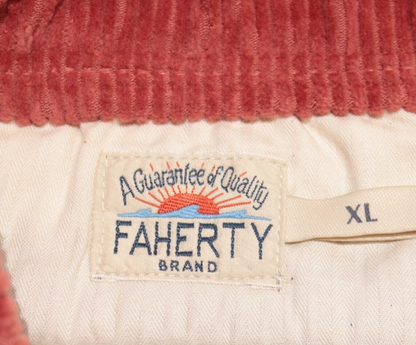 A Guarantee of Quality
FAHERTY
BRAND
XL